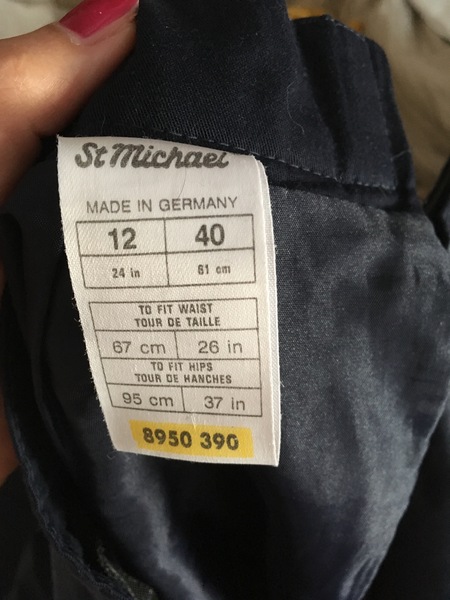 St Michael
MADE IN GERMANY
12 40
24 in 61 cm
TO FIT WAIST
TOUR DE TAILLE
67 cm 26 in
TO FIT HIPS
TOUR DE HANCHES
95 cm 37 in
8950 390